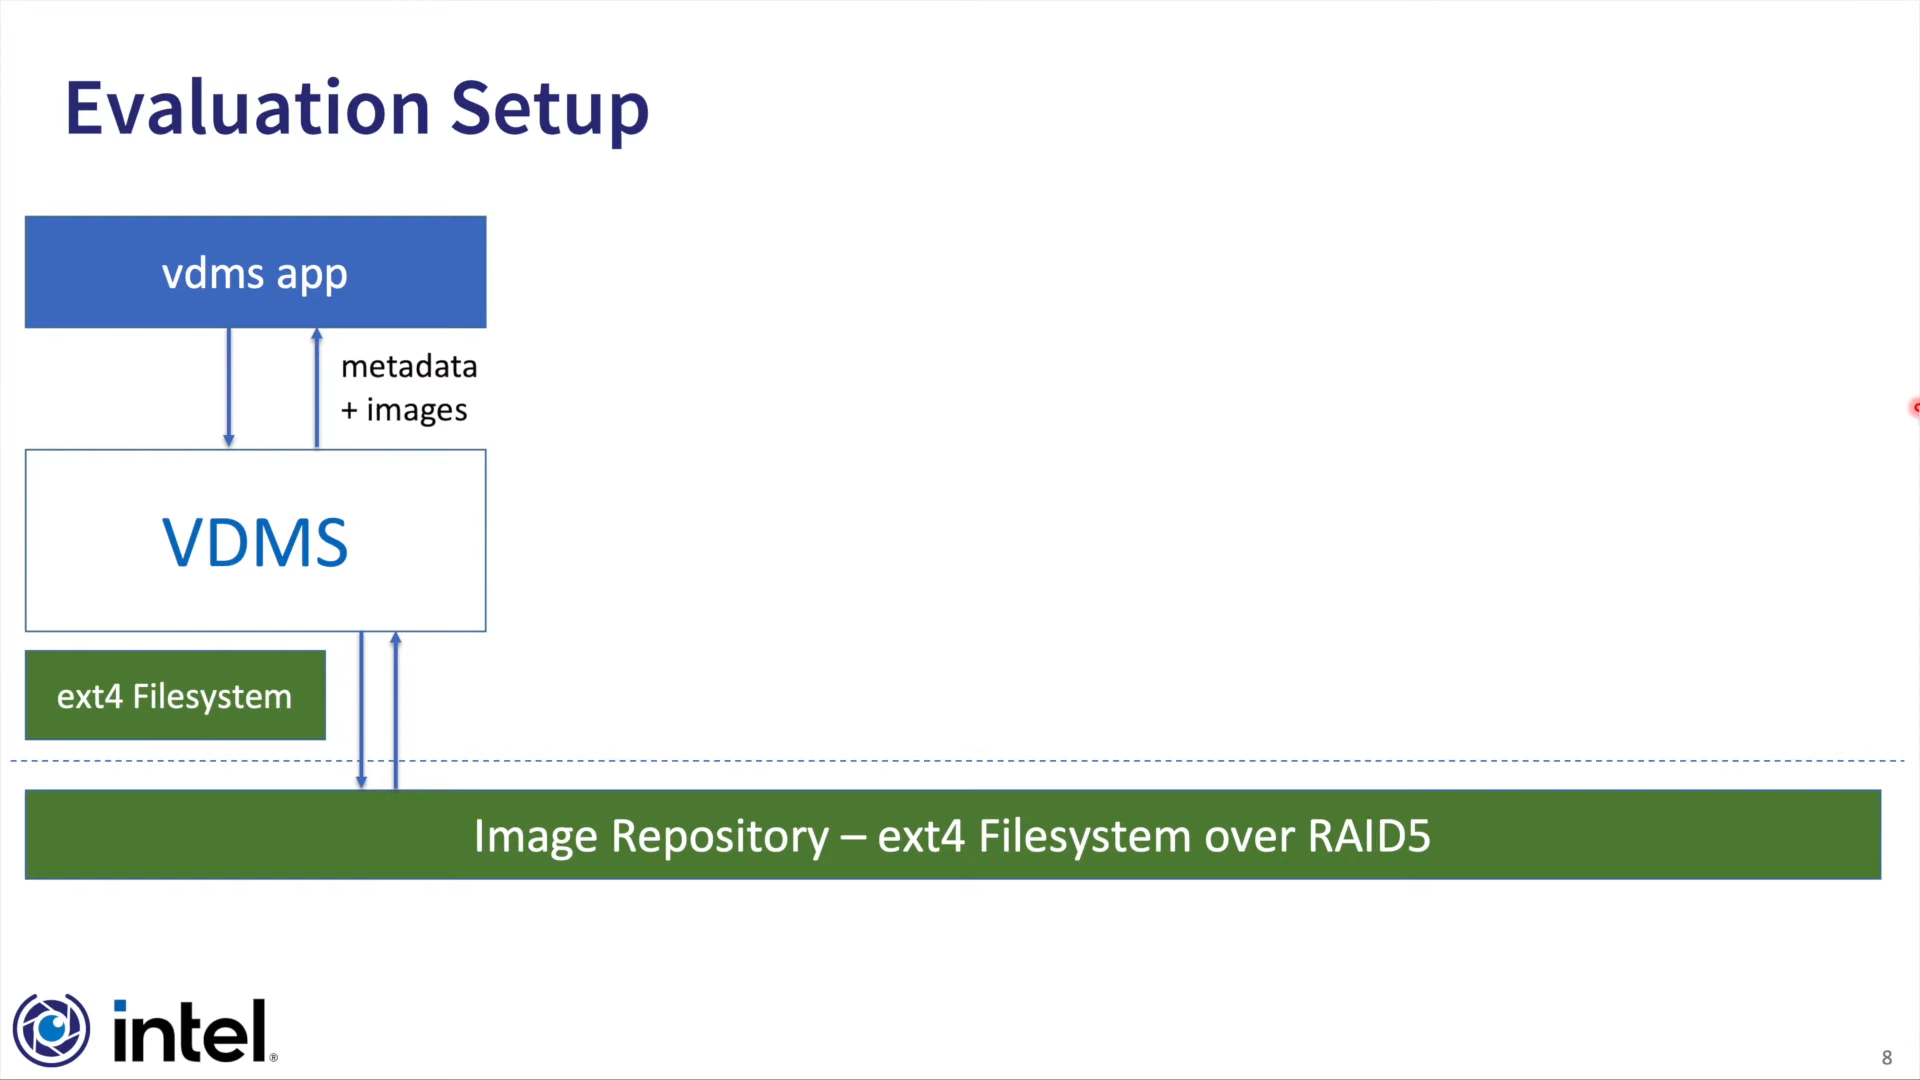 Evaluation Setup
vdms app
metadata
+ images
VDMS
ext4 Filesystem
Image Repository – ext4 Filesystem over RAID5
intel®
8